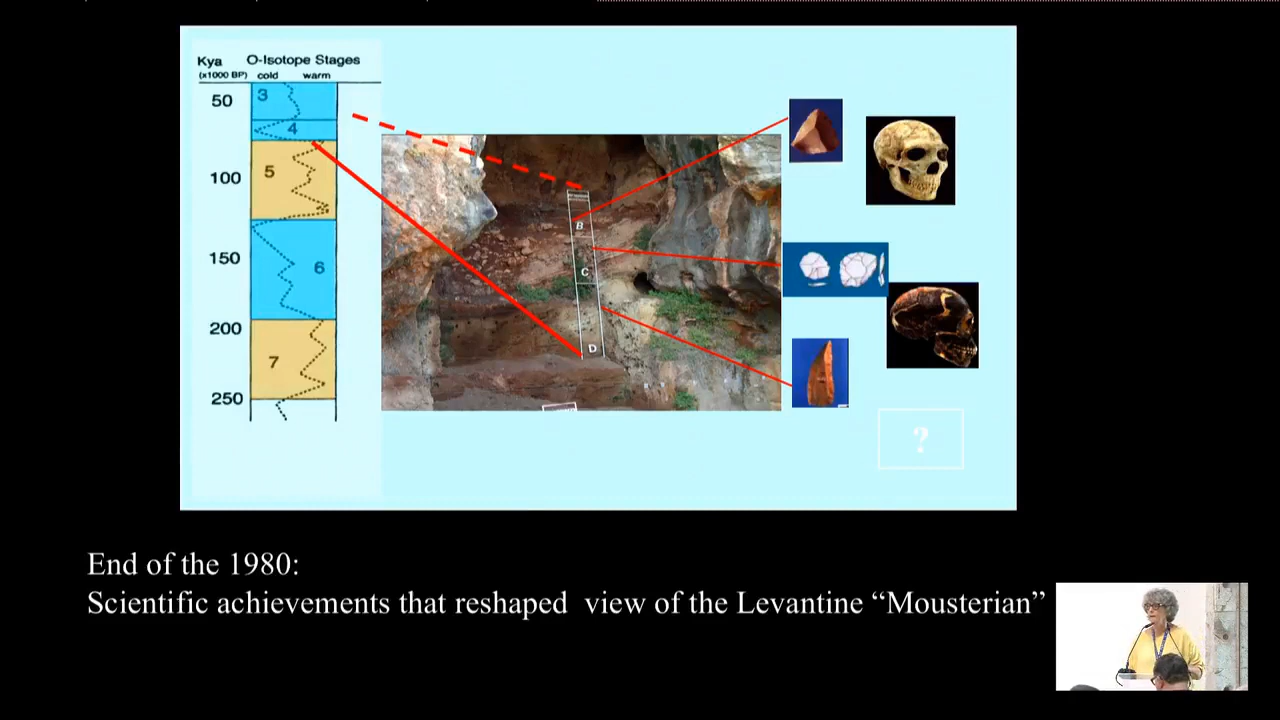 Kya O-Isotope Stages
(x1000 BP) cold warm
3
50
4
5
100
150
6
200
7
250
B
C
D
?
End of the 1980:
Scientific achievements that reshaped view of the Levantine “Mousterian”